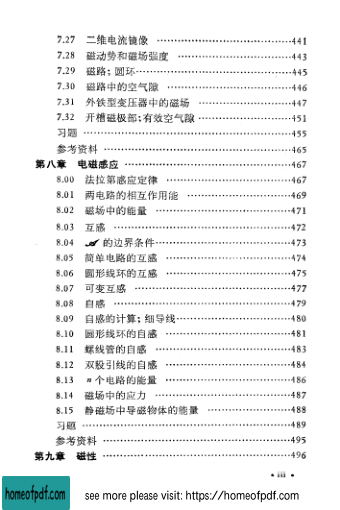 7.27 二维电流镜像 ……441
7.28 磁动势和磁场强度 ……443
7.29 磁路;圆环……445
7.30 磁路中的空气隙 ……446
7.31 外铁型变压器中的磁场 ……447
7.32 开槽磁极部;有效空气隙……451
习题 ……455
参考资料 ……465
第八章 电磁感应 ……467
8.00 法拉第感应定律 ……467
8.01 两电路的相互作用能 ……469
8.02 磁场中的能量 ……471
8.03 互感 ……472
8.04 𝒜 的边界条件……473
8.05 简单电路的互感 ……474
8.06 圆形线环的互感 ……475
8.07 可变互感 ……477
8.08 自感 ……479
8.09 自感的计算;细导线……480
8.10 圆形线环的自感 ……481
8.11 螺线管的自感 ……483
8.12 双股引线的自感 ……484
8.13 n个电路的能量 ……486
8.14 磁场中的应力 ……487
8.15 静磁场中导磁物体的能量 ……488
习题 ……489
参考资料 ……495
第九章 磁性 ……496
• iii •
homeofpdf.com
see more please visit: https://homeofpdf.com